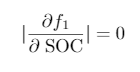 |∂f₁/∂ SOC| = 0